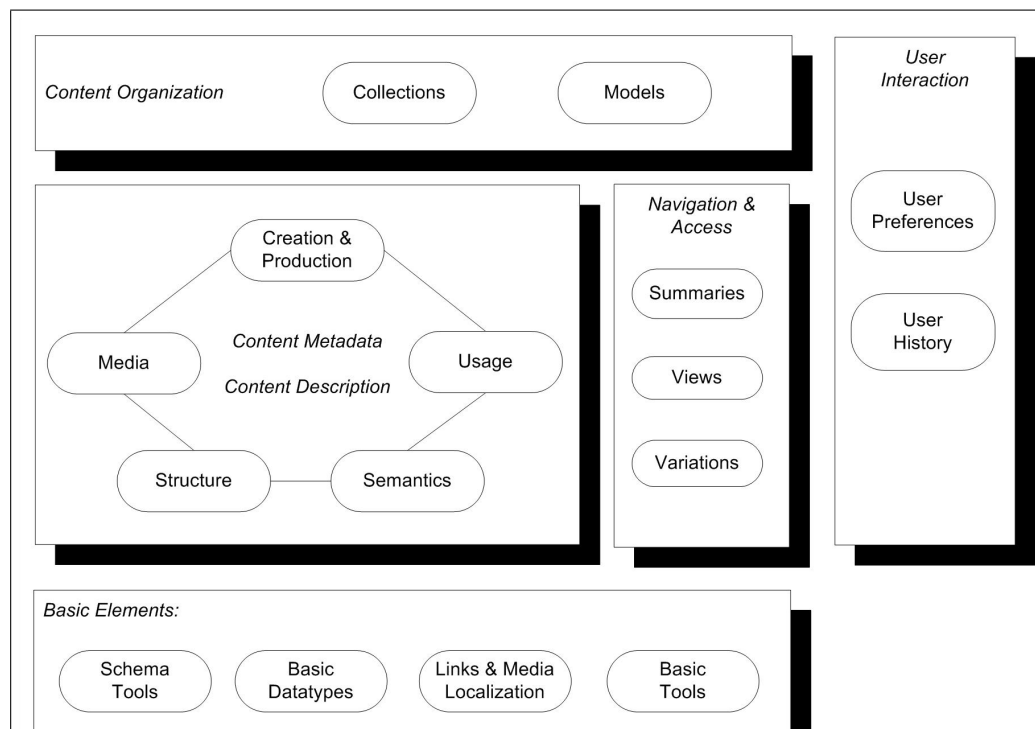 Content Organization
Collections
Models
User
Interaction
User
Preferences
User
History
Creation &
Production
Media
Content Metadata
Content Description
Usage
Structure
Semantics
Navigation &
Access
Summaries
Views
Variations
Basic Elements:
Schema
Tools
Basic
Datatypes
Links & Media
Localization
Basic
Tools